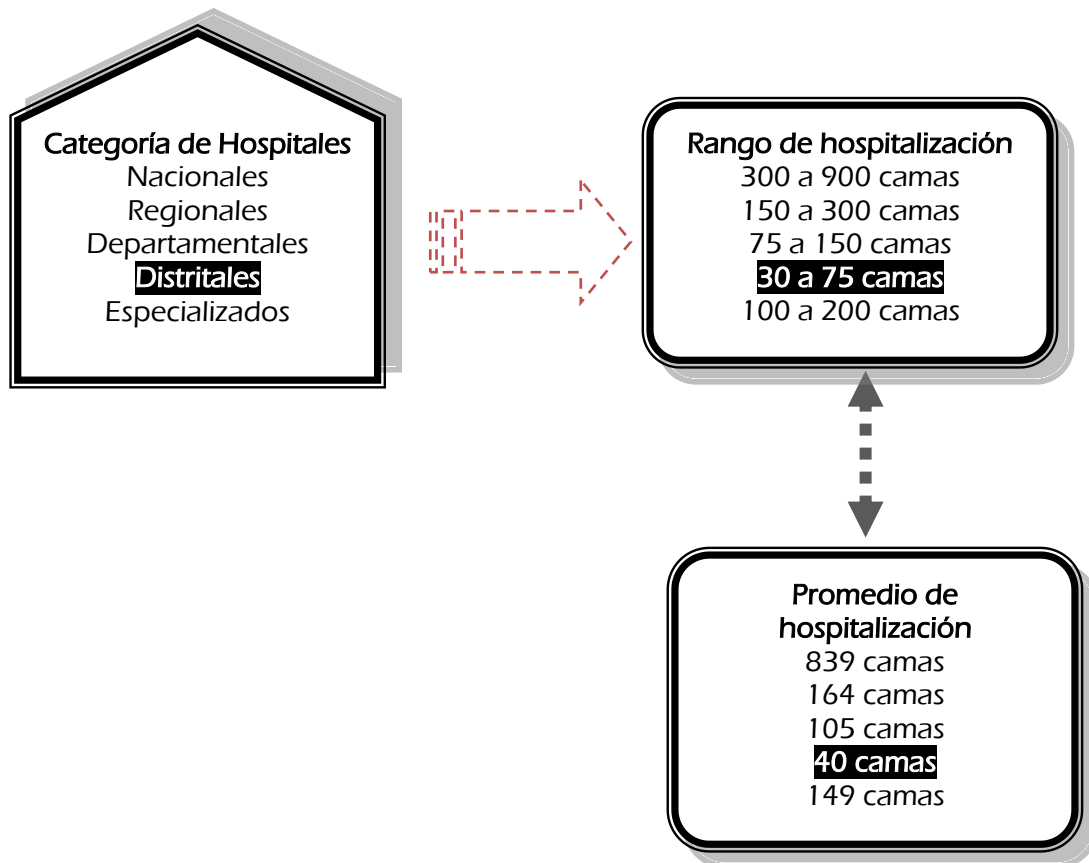 Categoría de Hospitales
Nacionales
Regionales
Departamentales
Distritales
Especializados
Rango de hospitalización
300 a 900 camas
150 a 300 camas
75 a 150 camas
30 a 75 camas
100 a 200 camas
Promedio de
hospitalización
839 camas
164 camas
105 camas
40 camas
149 camas